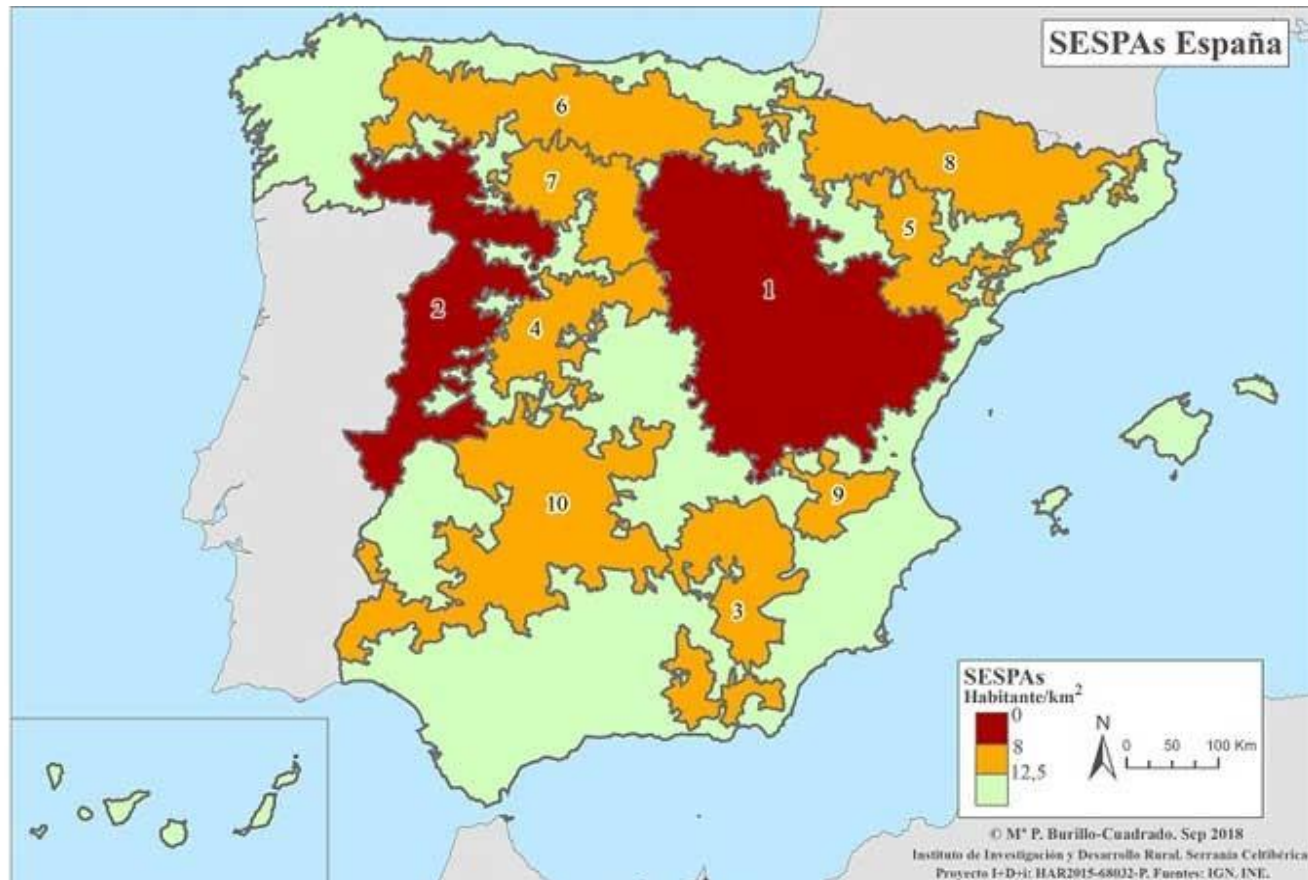 SESPAs España
6
8
7
5
1
2
4
9
10
3
SESPAs
Habitante/km²
0
8
12,5
N
0 50 100 Km
© Mª P. Burillo-Cuadrado. Sep 2018
Instituto de Investigación y Desarrollo Rural. Serranía Celtibérica
Proyecto I+D+i: HAR2015-68032-P. Fuentes: IGN. INE.